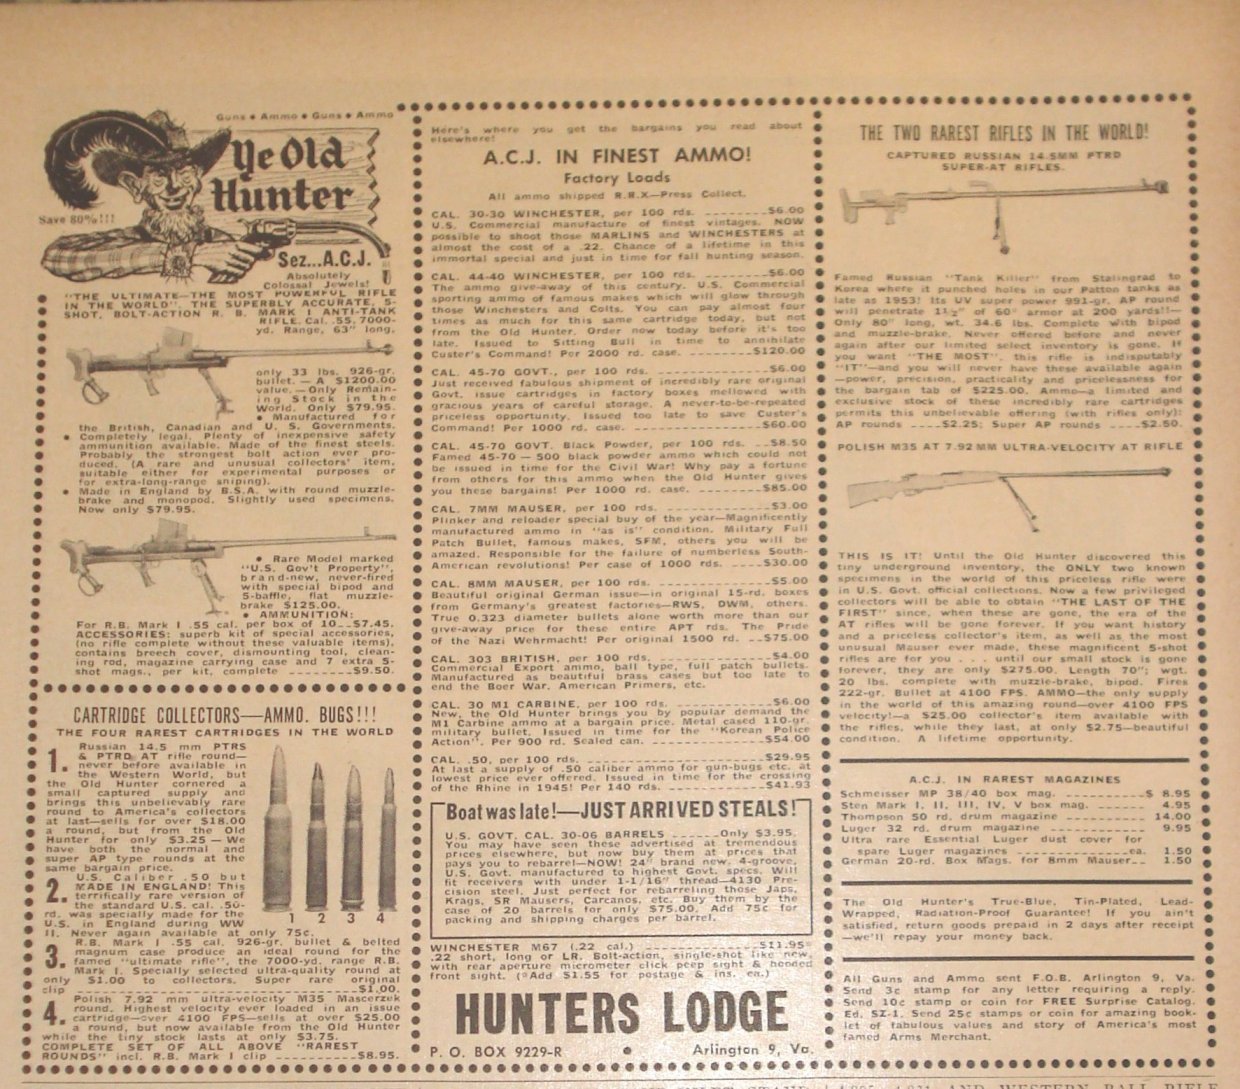 Guns • Ammo • Guns • Ammo
Ye Old
Hunter
Save 80%!!!
Sez...A.C.J.
Absolutely
Colossal Jewels!
"THE ULTIMATE—THE MOST POWERFUL RIFLE
IN THE WORLD". THE SUPERBLY ACCURATE, 5-
SHOT, BOLT-ACTION R. B. MARK I ANTI-TANK
RIFLE, Cal. .55, 7000-
yd. Range, 63" long,
only 33 lbs. 926-gr.
bullet. — A $1200.00
value. — Only Remain-
ing Stock in the
World. Only $79.95.
• Manufactured for
the British, Canadian and U. S. Governments.
• Completely legal. Plenty of inexpensive safety
ammunition available. Made of the finest steels.
Probably the strongest bolt action ever pro-
duced. (A rare and unusual collectors' item,
suitable either for experimental purposes or
for extra-long-range sniping).
• Made in England by B.S.A. with round muzzle-
brake and monopod. Slightly used specimens.
Now only $79.95.
• Rare Model marked
"U.S. Gov't Property",
brand-new, never-fired
with special bipod and
5-baffle, flat muzzle-
brake $125.00.
• AMMUNITION:
For R.B. Mark I .55 cal. per box of 10--$7.45.
ACCESSORIES: superb kit of special accessories,
(no rifle complete without these valuable items),
contains breech cover, dismounting tool, clean-
ing rod, magazine carrying case and 7 extra 5-
shot mags., per kit, complete ----------$9.50.
CARTRIDGE COLLECTORS—AMMO. BUGS!!!
THE FOUR RAREST CARTRIDGES IN THE WORLD
1. Russian 14.5 mm PTRS
& PTRD AT rifle round—
never before available in
the Western World, but
the Old Hunter cornered a
small captured supply and
brings this unbelievably rare
round to America's collectors
at last—sells for over $18.00
a round, but from the Old
Hunter for only $3.25 — We
have both the normal and
super AP type rounds at the
same bargain price.
2. U.S. Caliber .50 but
MADE IN ENGLAND! This
terrifically rare version of
the standard U.S. cal. .50-
rd. was specially made for the
U.S. in England during WW
II. Never again available at only 75c.
1 2 3 4
3. R.B. Mark I .55 cal. 926-gr. bullet & belted
magnum case produce an ideal round for the
famed "ultimate rifle", the 7000-yd. range R.B.
Mark I. Specially selected ultra-quality round at
only $1.00 to collectors. Super rare original
clip ----------$1.00.
4. Polish 7.92 mm ultra-velocity M35 Mascerzek
round. Highest velocity ever loaded in an issue
cartridge—over 4100 FPS—sells at over $25.00
a round, but now available from the Old Hunter
while the tiny stock lasts at only $3.75.
COMPLETE SET OF ALL ABOVE "RAREST
ROUNDS" incl. R.B. Mark I clip ----------$8.95.
Here's where you get the bargains you read about
elsewhere!
A.C.J. IN FINEST AMMO!
Factory Loads
All ammo shipped R.R.X—Press Collect.
CAL. 30-30 WINCHESTER, per 100 rds. ----------$6.00
U.S. Commercial manufacture of finest vintages. NOW
possible to shoot those MARLINS and WINCHESTERS at
almost the cost of a .22. Chance of a lifetime in this
immortal special and just in time for fall hunting season.
CAL. 44-40 WINCHESTER, per 100 rds. ----------$6.00
The ammo give-away of this century. U.S. Commercial
sporting ammo of famous makes which will glow through
those Winchesters and Colts. You can pay almost four
times as much for this same cartridge today, but not
from the Old Hunter. Order now today before it's too
late. Issued to Sitting Bull in time to annihilate
Custer's Command! Per 2000 rd. case. ----------$120.00
CAL. 45-70 GOVT., per 100 rds. ----------$6.00
Just received fabulous shipment of incredibly rare original
Govt. issue cartridges in factory boxes mellowed with
gracious years of careful storage. A never-to-be-repeated
priceless opportunity. Issued too late to save Custer's
Command! Per 1000 rd. case. ----------$60.00
CAL. 45-70 GOVT. Black Powder, per 100 rds. ----------$8.50
Famed 45-70 — 500 black powder ammo which could not
be issued in time for the Civil War! Why pay a fortune
from others for this ammo when the Old Hunter gives
you these bargains! Per 1000 rd. case. ----------$85.00
CAL. 7MM MAUSER, per 100 rds. ----------$3.00
Plinker and reloader special buy of the year—Magnificently
manufactured ammo in "as is" condition. Military Full
Patch Bullet, famous makes, SFM, others you will be
amazed. Responsible for the failure of numberless South-
American revolutions! Per case of 1000 rds. ----------$30.00
CAL. 8MM MAUSER, per 100 rds. ----------$5.00
Beautiful original German issue—in original 15-rd. boxes
from Germany's greatest factories—RWS, DWM, others.
True 0.323 diameter bullets alone worth more than our
give-away price for these entire APT rds. The Pride
of the Nazi Wehrmacht! Per original 1500 rd. --$75.00
CAL. 303 BRITISH, per 100 rds. ----------$4.00
Commercial Export ammo, ball type, full patch bullets.
Manufactured as beautiful brass cases but too late to
end the Boer War. American Primers, etc.
CAL. 30 M1 CARBINE, per 100 rds. ----------$6.00
New, the Old Hunter brings you by popular demand the
M1 Carbine ammo at a bargain price. Metal cased 110-gr.
military bullet. Issued in time for the "Korean Police
Action". Per 900 rd. Sealed can. ----------$54.00
CAL. .50, per 100 rds. ----------$29.95
At last a supply of .50 caliber ammo for gun-bugs etc. at
lowest price ever offered. Issued in time for the crossing
of the Rhine in 1945! Per 140 rds. ----------$41.93
Boat was late!—JUST ARRIVED STEALS!
U.S. GOVT. CAL. 30-06 BARRELS --------Only $3.95.
You may have seen these advertised at tremendous
prices elsewhere, but now buy them at prices that
pays you to rebarrel—NOW! 24" brand new, 4-groove,
U.S. Govt. manufactured to highest Govt. specs. Will
fit receivers with under 1-1/16" thread—4130 Pre-
cision steel. Just perfect for rebarreling those Japs,
Krags, SR Mausers, Carcanos, etc. Buy them by the
case of 20 barrels for only $75.00. Add 75c for
packing and shipping charges per barrel.
WINCHESTER M67 (.22 cal.) ----------$11.95*
.22 short, long or LR. Bolt-action, single-shot like new,
with rear aperture micrometer click peep sight & hooded
front sight. (*Add $1.55 for postage & ins. ea.)
HUNTERS LODGE
P. O. BOX 9229-R • Arlington 9, Va.
THE TWO RAREST RIFLES IN THE WORLD!
CAPTURED RUSSIAN 14.5MM PTRD
SUPER-AT RIFLES.
Famed Russian "Tank Killer" from Stalingrad to
Korea where it punched holes in our Patton tanks as
late as 1953! Its UV super power 991-gr. AP round
will penetrate 1½" of 60° armor at 200 yards!!—
Only 80" long, wt. 34.6 lbs. Complete with bipod
and muzzle-brake. Never offered before and never
again after our limited select inventory is gone. If
you want "THE MOST", this rifle is indisputably
"IT"—and you will never have these available again
—power, precision, practicality and pricelessness for
the bargain tab of $225.00. Ammo—a limited and
exclusive stock of these incredibly rare cartridges
permits this unbelievable offering (with rifles only):
AP rounds ----$2.25; Super AP rounds ----$2.50.
POLISH M35 AT 7.92MM ULTRA-VELOCITY AT RIFLE
THIS IS IT! Until the Old Hunter discovered this
tiny underground inventory, the ONLY two known
specimens in the world of this priceless rifle were
in U.S. Govt. official collections. Now a few privileged
collectors will be able to obtain "THE LAST OF THE
FIRST" since, when these are gone, the era of the
AT rifles will be gone forever. If you want history
and a priceless collector's item, as well as the most
unusual Mauser ever made, these magnificent 5-shot
rifles are for you . . . until our small stock is gone
forever, they are only $275.00. Length 70"; wgt.
20 lbs. complete with muzzle-brake, bipod. Fires
222-gr. Bullet at 4100 FPS. AMMO—the only supply
in the world of this amazing round—over 4100 FPS
velocity!—a $25.00 collector's item available with
the rifles, while they last, at only $2.75—beautiful
condition. A lifetime opportunity.
A.C.J. IN RAREST MAGAZINES
Schmeisser MP 38/40 box mag. ----------$ 8.95
Sten Mark I, II, III, IV, V box mag. -------- 4.95
Thompson 50 rd. drum magazine ---------- 14.00
Luger 32 rd. drum magazine ---------- 9.95
Ultra rare Essential Luger dust cover for
spare Luger magazines ----------ea. 1.50
German 20-rd. Box Mags. for 8mm Mauser-- 1.50
The Old Hunter's True-Blue, Tin-Plated, Lead-
Wrapped, Radiation-Proof Guarantee! If you ain't
satisfied, return goods prepaid in 2 days after receipt
—we'll repay your money back.
All Guns and Ammo sent F.O.B. Arlington 9, Va.
Send 3c stamp for any letter requiring a reply.
Send 10c stamp or coin for FREE Surprise Catalog.
Ed. SZ-1. Send 25c stamps or coin for amazing book-
let of fabulous values and story of America's most
famed Arms Merchant.